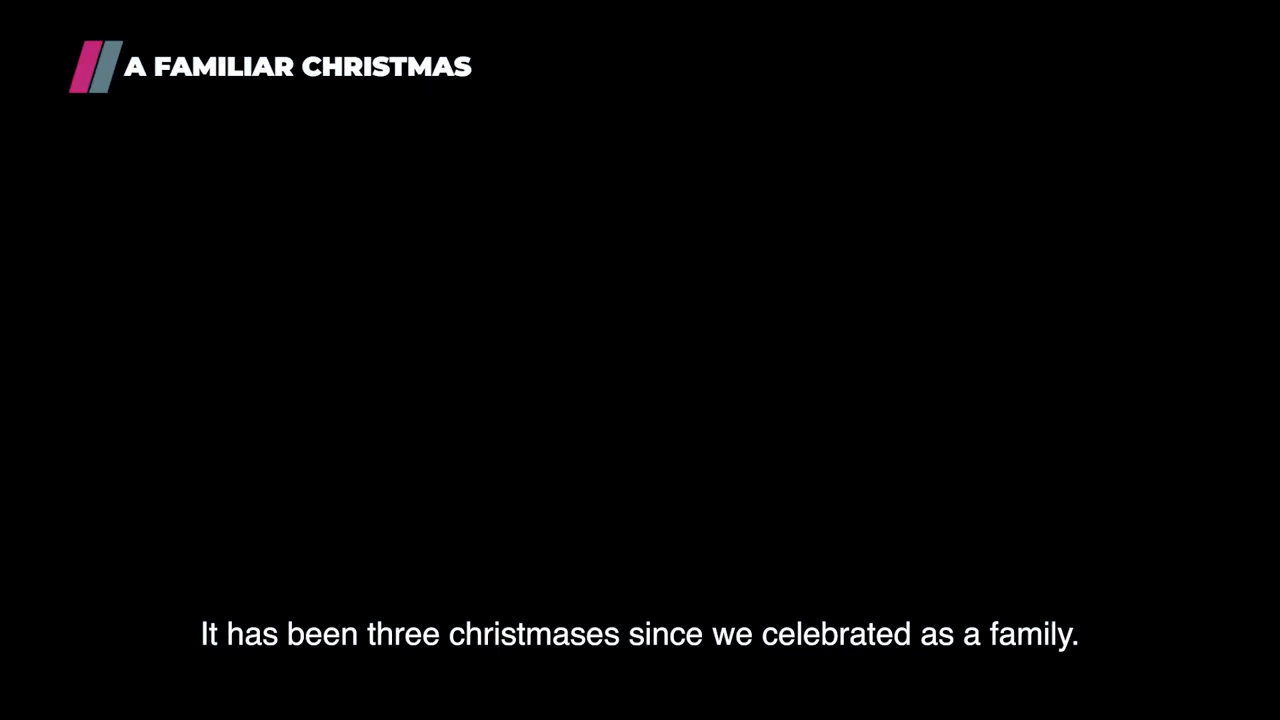 A FAMILIAR CHRISTMAS
It has been three christmases since we celebrated as a family.